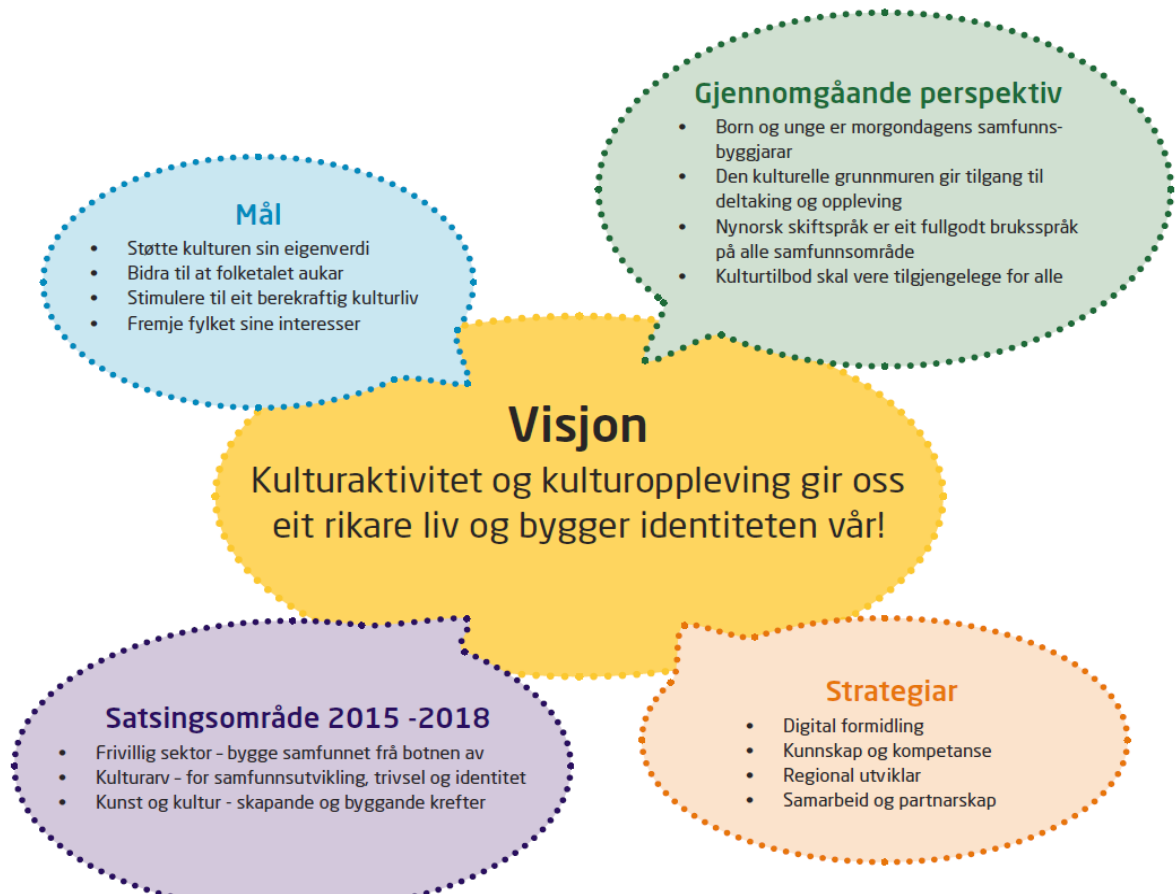 Gjennomgåande perspektiv
• Born og unge er morgondagens samfunns-
byggjarar
• Den kulturelle grunnmuren gir tilgang til
deltaking og oppleving
• Nynorsk skiftspråk er eit fullgodt bruksspråk
på alle samfunnsområde
• Kulturtilbod skal vere tilgjengelege for alle
Mål
• Støtte kulturen sin eigenverdi
• Bidra til at folketalet aukar
• Stimulere til eit berekraftig kulturliv
• Fremje fylket sine interesser
Visjon
Kulturaktivitet og kulturoppleving gir oss
eit rikare liv og bygger identiteten vår!
Satsingsområde 2015 -2018
• Frivillig sektor – bygge samfunnet frå botnen av
• Kulturarv – for samfunnsutvikling, trivsel og identitet
• Kunst og kultur - skapande og byggande krefter
Strategiar
• Digital formidling
• Kunnskap og kompetanse
• Regional utviklar
• Samarbeid og partnarskap